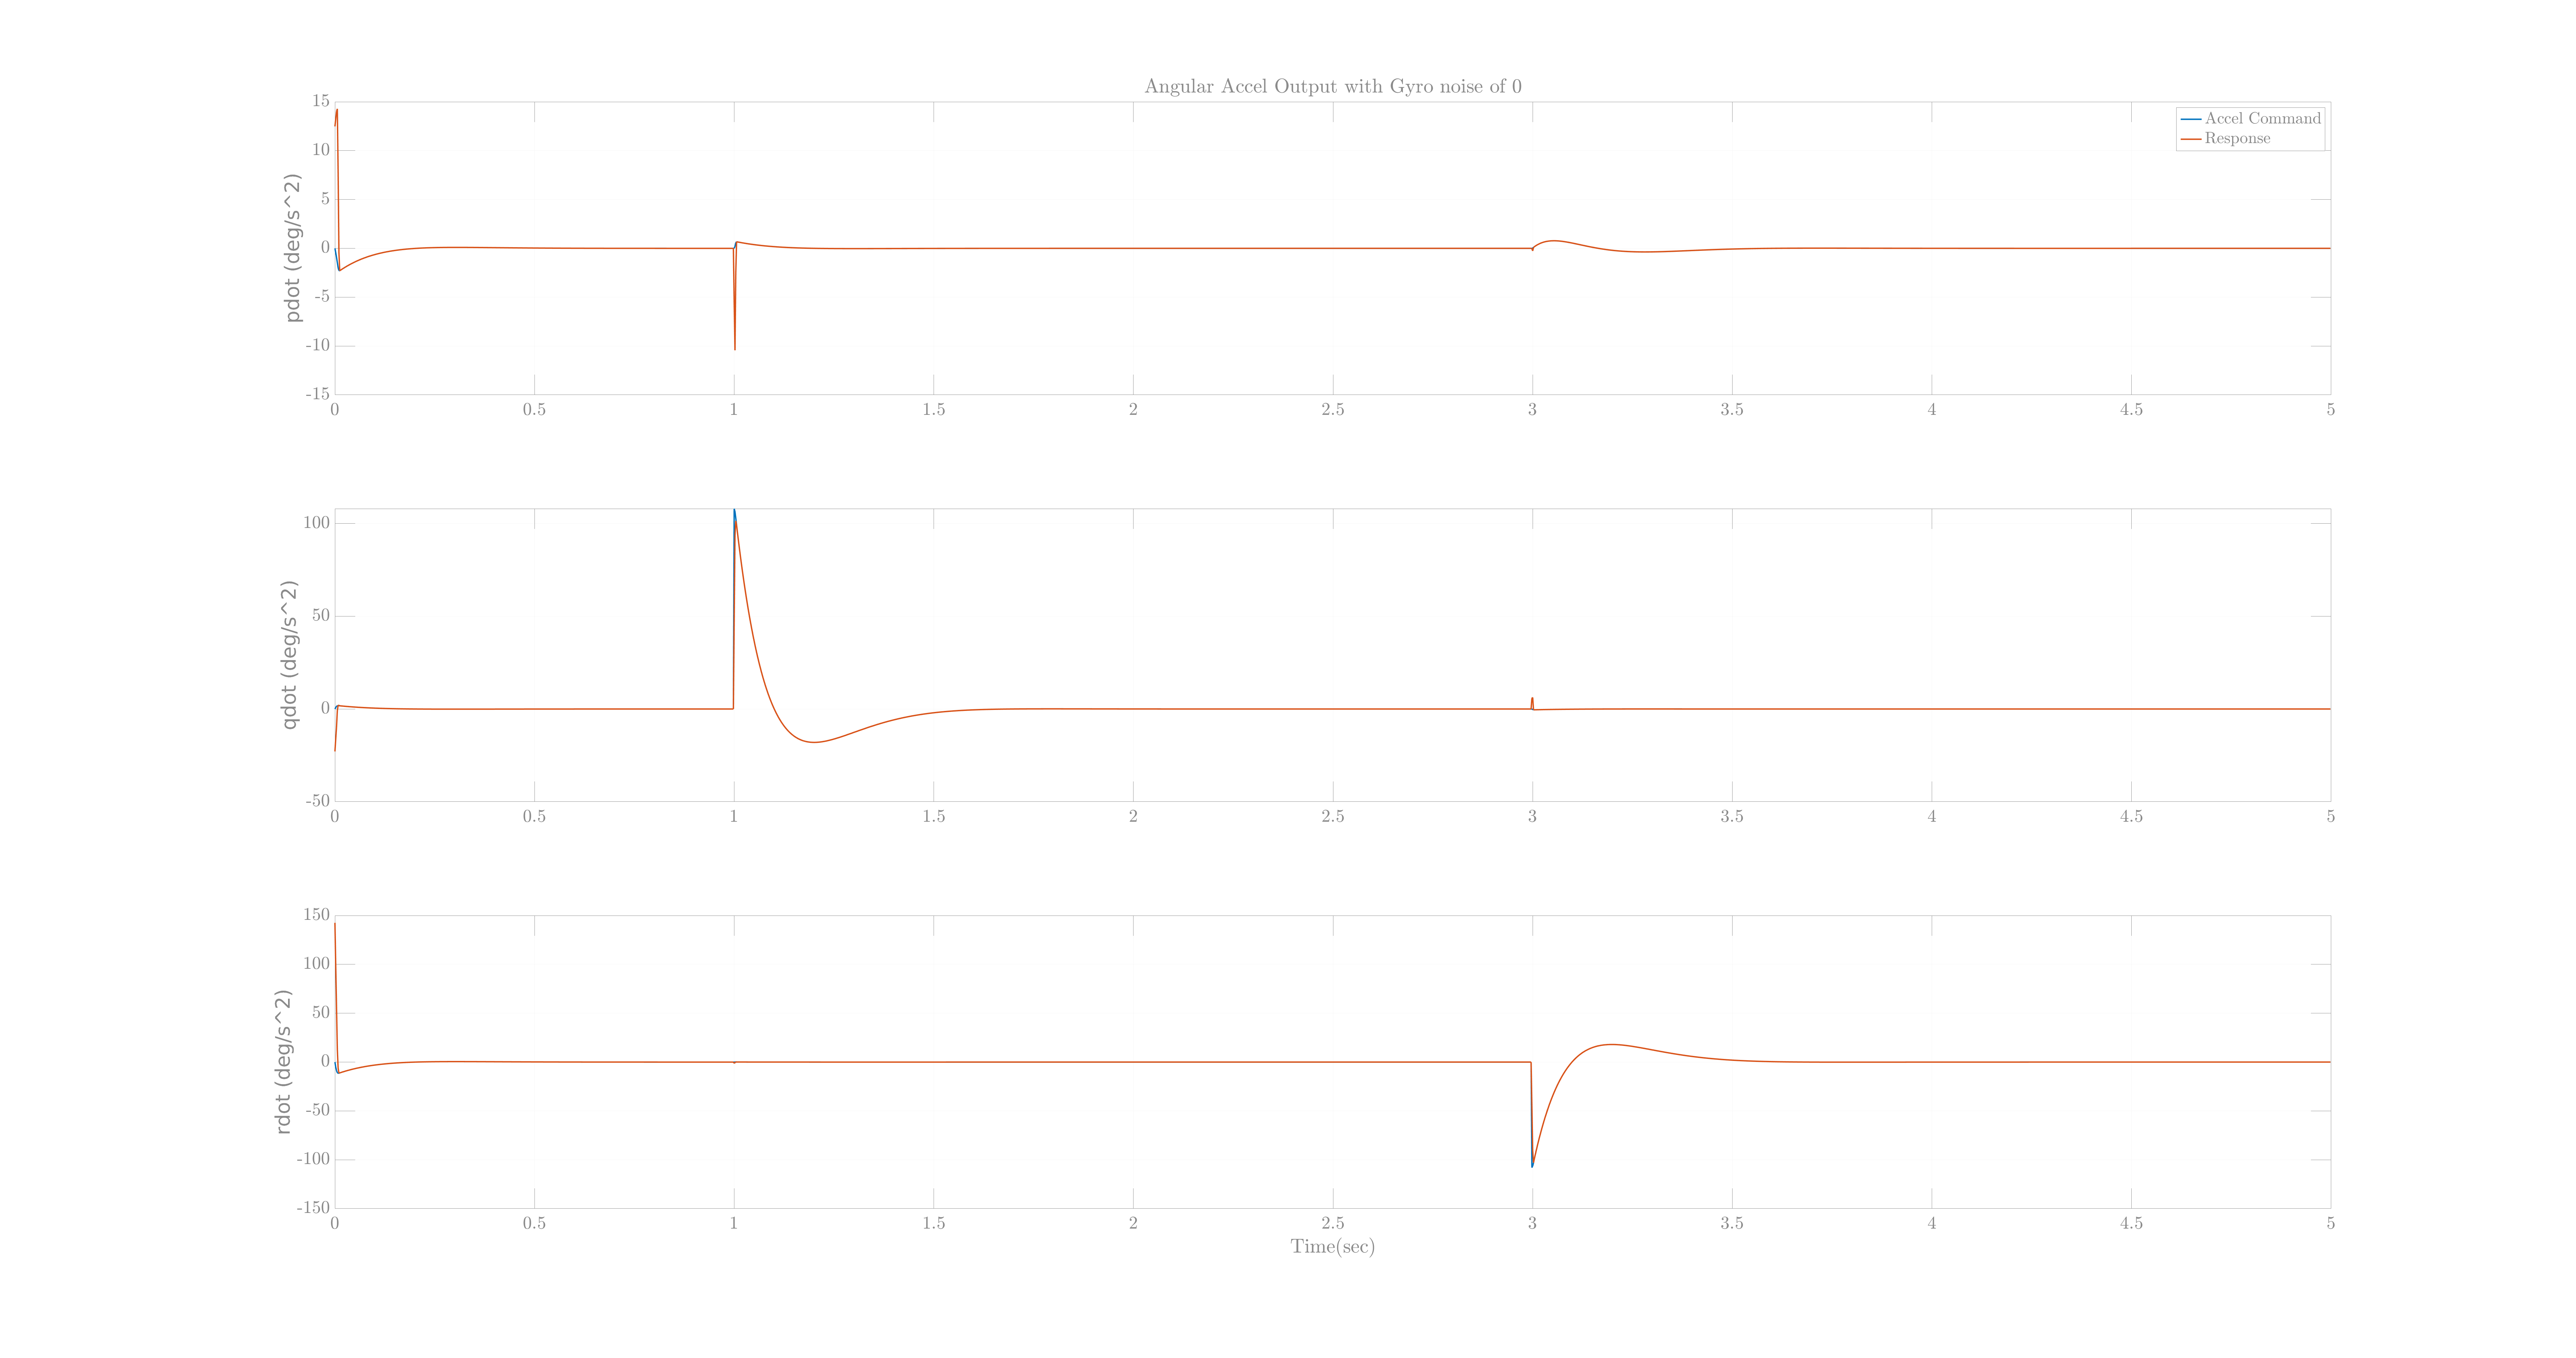 Angular Accel Output with Gyro noise of 0
Accel Command
Response
pdot (deg/s^2)
15
10
5
0
-5
-10
-15
0 0.5 1 1.5 2 2.5 3 3.5 4 4.5 5
qdot (deg/s^2)
100
50
0
-50
0 0.5 1 1.5 2 2.5 3 3.5 4 4.5 5
rdot (deg/s^2)
150
100
50
0
-50
-100
-150
0 0.5 1 1.5 2 2.5 3 3.5 4 4.5 5
Time(sec)